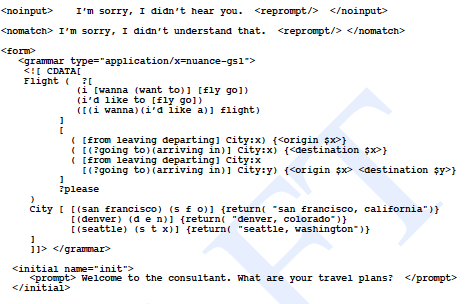 <noinput>    I'm sorry, I didn't hear you.  <reprompt/>  </noinput>
<nomatch> I'm sorry, I didn't understand that.  <reprompt/> </nomatch>
<form>
<grammar type="application/x=nuance-gsl">
<![ CDATA[
Flight (  ?[
(i [wanna (want to)] [fly go])
(i'd like to [fly go])
([(i wanna)(i'd like a)] flight)
]
[
( [from leaving departing] City:x) {<origin $x>}
( [(?going to)(arriving in)] City:x) {<destination $x>}
( [from leaving departing] City:x
[(?going to)(arriving in)] City:y) {<origin $x> <destination $y>}
]
?please
)
City [ [(san francisco) (s f o)] {return( "san francisco, california")}
[(denver) (d e n)] {return( "denver, colorado")}
[(seattle) (s t x)] {return( "seattle, washington")}
]
]]> </grammar>
<initial name="init">
<prompt> Welcome to the consultant. What are your travel plans?  </prompt>
</initial>